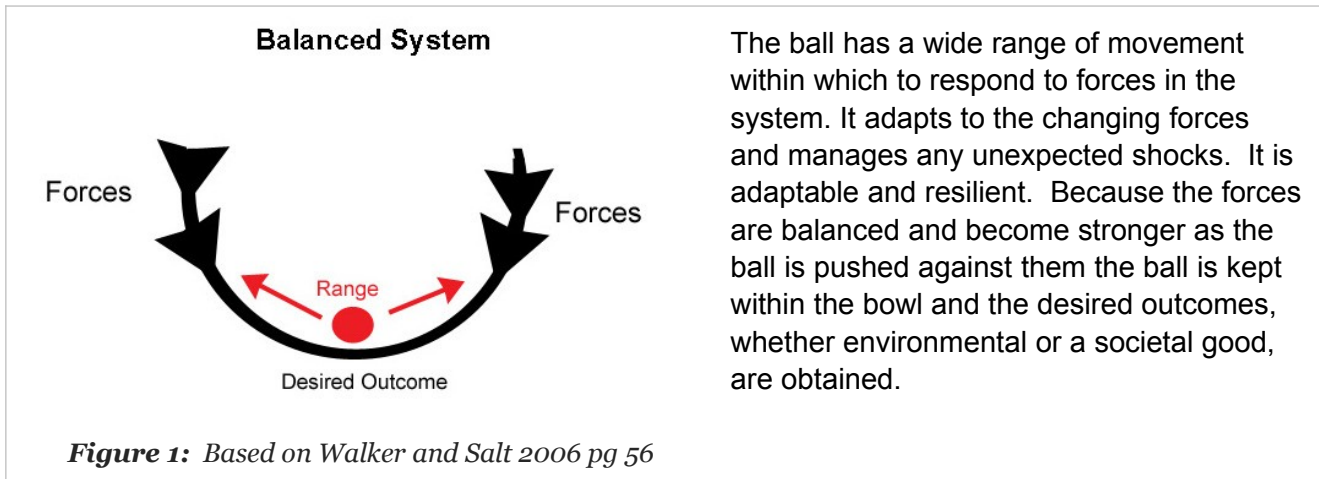 Balanced System
Forces
Forces
Range
Desired Outcome
Figure 1: Based on Walker and Salt 2006 pg 56
The ball has a wide range of movement
within which to respond to forces in the
system. It adapts to the changing forces
and manages any unexpected shocks.  It is
adaptable and resilient.  Because the forces
are balanced and become stronger as the
ball is pushed against them the ball is kept
within the bowl and the desired outcomes,
whether environmental or a societal good,
are obtained.